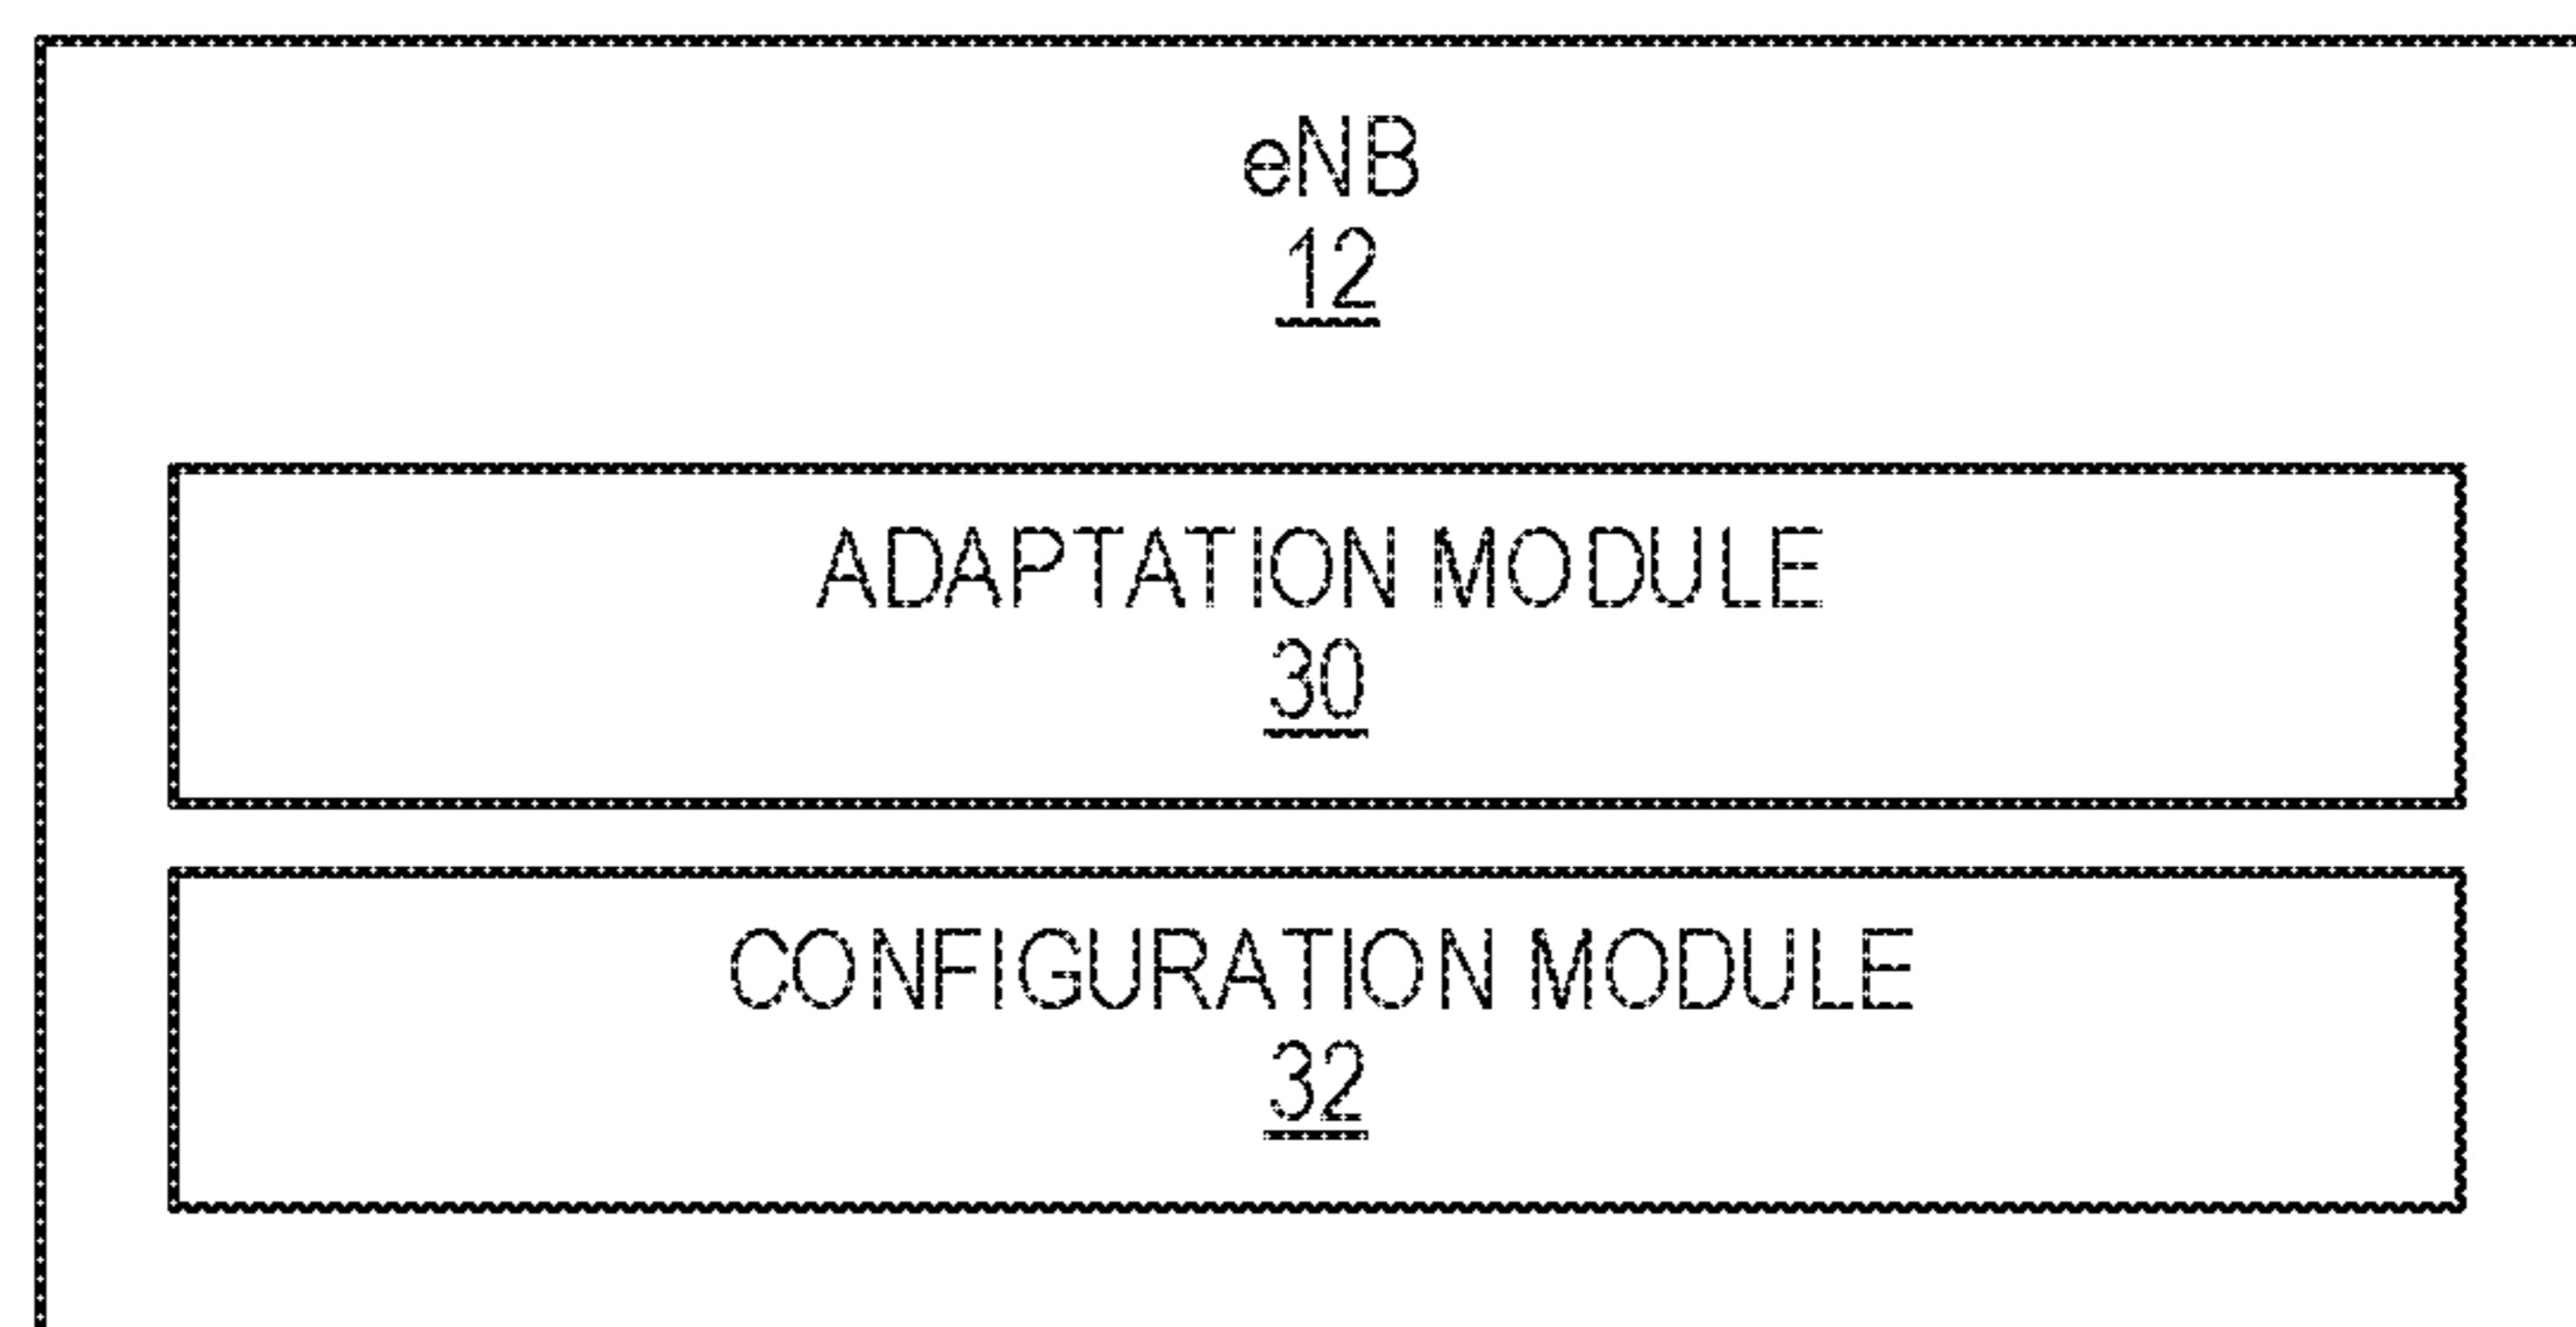 eNB
12
ADAPTATION MODULE
30
CONFIGURATION MODULE
32